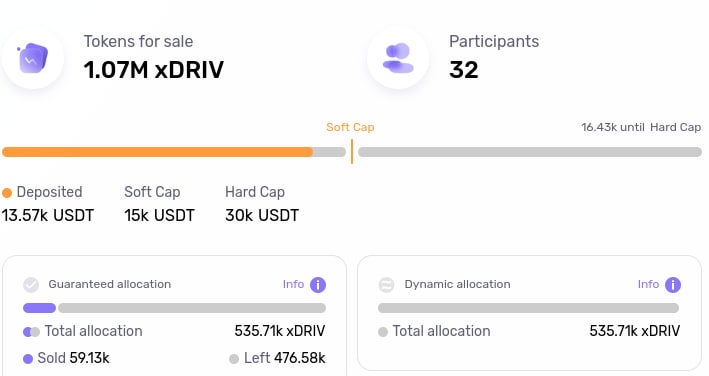 Tokens for sale
1.07M xDRIV
Participants
32
Soft Cap
16.43k until Hard Cap
Deposited
13.57k USDT
Soft Cap
15k USDT
Hard Cap
30k USDT
Guaranteed allocation Info
Total allocation 535.71k xDRIV
Sold 59.13k Left 476.58k
Dynamic allocation Info
Total allocation 535.71k xDRIV